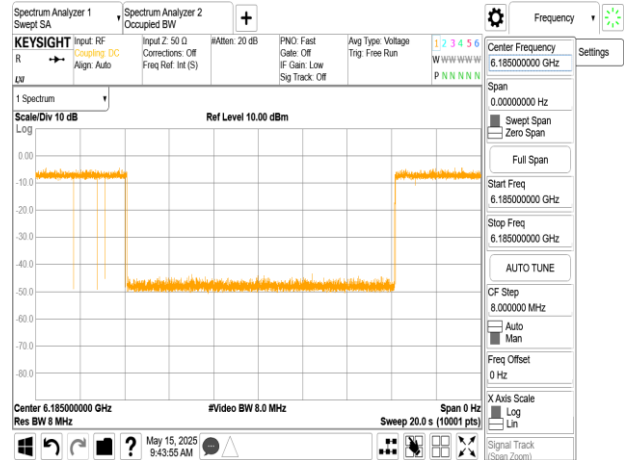 Spectrum Analyzer 1
Swept SA
Spectrum Analyzer 2
Occupied BW
+
Frequency
KEYSIGHT
R
LXI
Input: RF
Coupling: DC
Align: Auto
Input Z: 50 Ω
Corrections: Off
Freq Ref: Int (S)
#Atten: 20 dB
PNO: Fast
Gate: Off
IF Gain: Low
Sig Track: Off
Avg Type: Voltage
Trig: Free Run
1 2 3 4 5 6
W W W W W W
P N N N N N
Center Frequency
6.185000000 GHz
Settings
Span
0.00000000 Hz
Swept Span
Zero Span
Full Span
Start Freq
6.185000000 GHz
Stop Freq
6.185000000 GHz
AUTO TUNE
CF Step
8.000000 MHz
Auto
Man
Freq Offset
0 Hz
X Axis Scale
Log
Lin
Signal Track
(Span Zoom)
1 Spectrum
Scale/Div 10 dB
Ref Level 10.00 dBm
Log
0.00
-10.0
-20.0
-30.0
-40.0
-50.0
-60.0
-70.0
-80.0
Center 6.185000000 GHz
#Video BW 8.0 MHz
Span 0 Hz
Res BW 8 MHz
Sweep 20.0 s (10001 pts)
?
May 15, 2025
9:43:55 AM